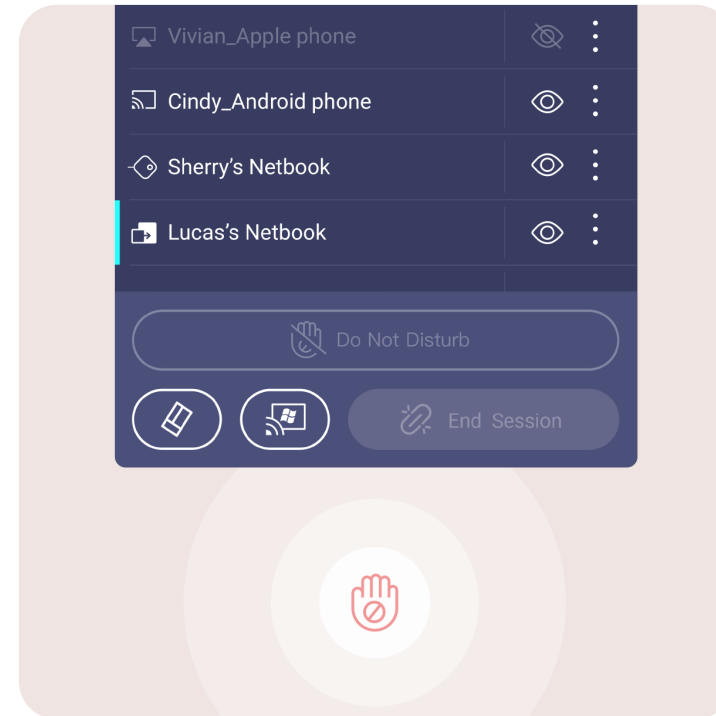 Vivian_Apple phone
Cindy_Android phone
Sherry’s Netbook
Lucas’s Netbook
Do Not Disturb
End Session